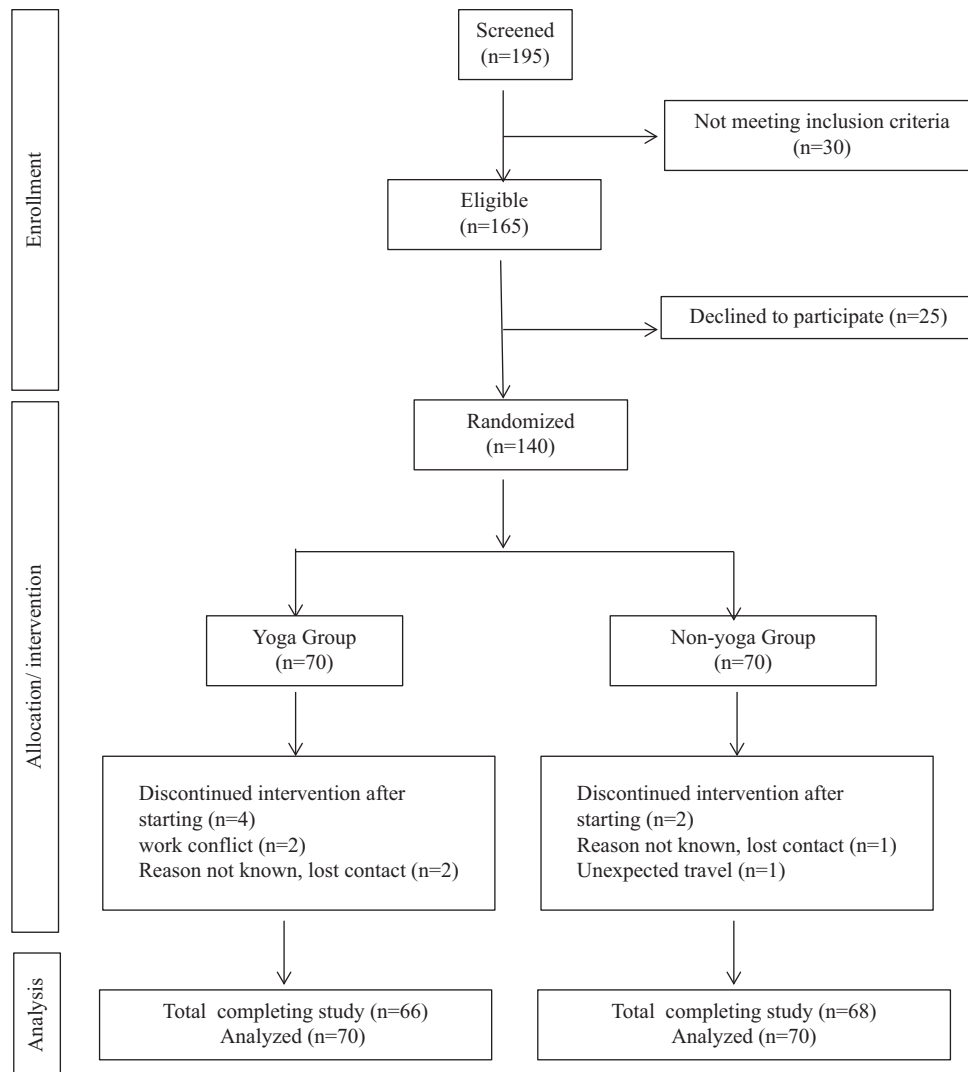 Enrollment
Screened
(n=195)
Not meeting inclusion criteria
(n=30)
Eligible
(n=165)
Declined to participate (n=25)
Allocation/ intervention
Randomized
(n=140)
Yoga Group
(n=70)
Non-yoga Group
(n=70)
Discontinued intervention after
starting (n=4)
work conflict (n=2)
Reason not known, lost contact (n=2)
Discontinued intervention after
starting (n=2)
Reason not known, lost contact (n=1)
Unexpected travel (n=1)
Analysis
Total completing study (n=66)
Analyzed (n=70)
Total completing study (n=68)
Analyzed (n=70)